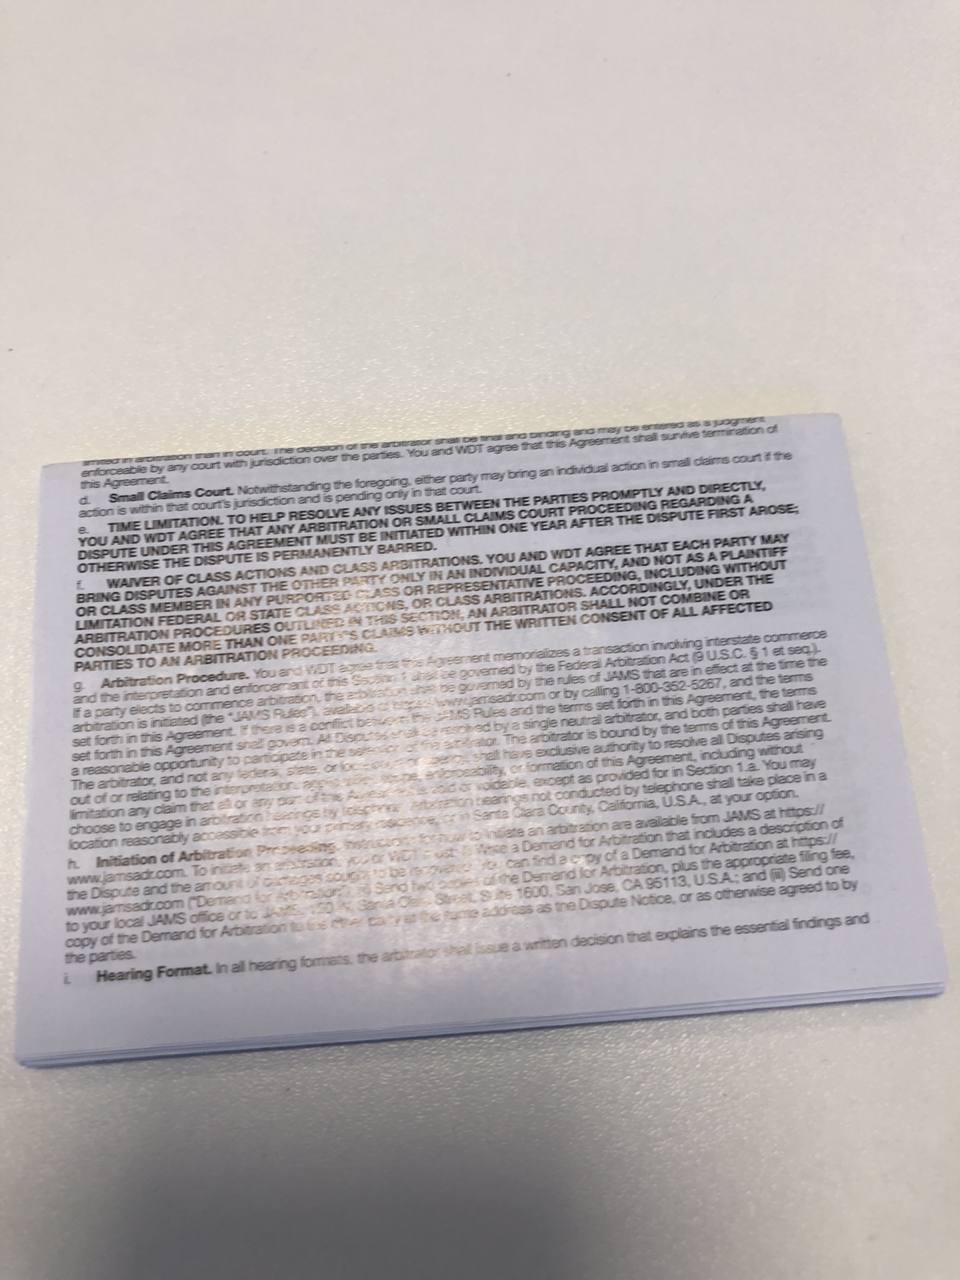 limited in arbitration than in court. The decision of the arbitrator shall be final and binding and may be entered as a judgment
enforceable by any court with jurisdiction over the parties. You and WDT agree that this Agreement shall survive termination of
this Agreement.
d. Small Claims Court. Notwithstanding the foregoing, either party may bring an individual action in small claims court if the
action is within that court's jurisdiction and is pending only in that court.
e. TIME LIMITATION. TO HELP RESOLVE ANY ISSUES BETWEEN THE PARTIES PROMPTLY AND DIRECTLY,
YOU AND WDT AGREE THAT ANY ARBITRATION OR SMALL CLAIMS COURT PROCEEDING REGARDING A
DISPUTE UNDER THIS AGREEMENT MUST BE INITIATED WITHIN ONE YEAR AFTER THE DISPUTE FIRST AROSE;
OTHERWISE THE DISPUTE IS PERMANENTLY BARRED.
f. WAIVER OF CLASS ACTIONS AND CLASS ARBITRATIONS. YOU AND WDT AGREE THAT EACH PARTY MAY
BRING DISPUTES AGAINST THE OTHER PARTY ONLY IN AN INDIVIDUAL CAPACITY, AND NOT AS A PLAINTIFF
OR CLASS MEMBER IN ANY PURPORTED CLASS OR REPRESENTATIVE PROCEEDING, INCLUDING WITHOUT
LIMITATION FEDERAL OR STATE CLASS ACTIONS, OR CLASS ARBITRATIONS. ACCORDINGLY, UNDER THE
ARBITRATION PROCEDURES OUTLINED IN THIS SECTION, AN ARBITRATOR SHALL NOT COMBINE OR
CONSOLIDATE MORE THAN ONE PARTY'S CLAIMS WITHOUT THE WRITTEN CONSENT OF ALL AFFECTED
PARTIES TO AN ARBITRATION PROCEEDING.
g. Arbitration Procedure. You and WDT agree that this Agreement memorializes a transaction involving interstate commerce
and the interpretation and enforcement of this Section 1 shall be governed by the Federal Arbitration Act (9 U.S.C. § 1 et seq.).
If a party elects to commence arbitration, the arbitration shall be governed by the rules of JAMS that are in effect at the time the
arbitration is initiated (the "JAMS Rules"), available at https://www.jamsadr.com or by calling 1-800-352-5267, and the terms
set forth in this Agreement. If there is a conflict between the JAMS Rules and the terms set forth in this Agreement, the terms
set forth in this Agreement shall govern. All Disputes shall be resolved by a single neutral arbitrator, and both parties shall have
a reasonable opportunity to participate in the selection of the arbitrator. The arbitrator is bound by the terms of this Agreement.
The arbitrator, and not any federal, state, or local shall have exclusive authority to resolve all Disputes arising
out of or relating to the interpretation, enforceability, or formation of this Agreement, including without
limitation any claim that all or any part of this void or voidable, except as provided for in Section 1.a. You may
choose to engage in arbitration hearings by telephone. Arbitration hearings not conducted by telephone shall take place in a
location reasonably accessible from your primary residence, or in Santa Clara County, California, U.S.A., at your option.
h. Initiation of Arbitration Proceeding. to initiate an arbitration are available from JAMS at https://
www.jamsadr.com. To initiate an arbitration, you or WDT Write a Demand for Arbitration that includes a description of
the Dispute and the amount of damages sought to be recovered. You can find a copy of a Demand for Arbitration at https://
www.jamsadr.com ("Demand for Arbitration"); Send two copies of the Demand for Arbitration, plus the appropriate filing fee,
to your local JAMS office or to JAMS, Santa Clara Street, Suite 1600, San Jose, CA 95113, U.S.A.; and (iii) Send one
copy of the Demand for Arbitration to the other party at the same address as the Dispute Notice, or as otherwise agreed to by
the parties.
i. Hearing Format. In all hearing formats, the arbitrator shall issue a written decision that explains the essential findings and